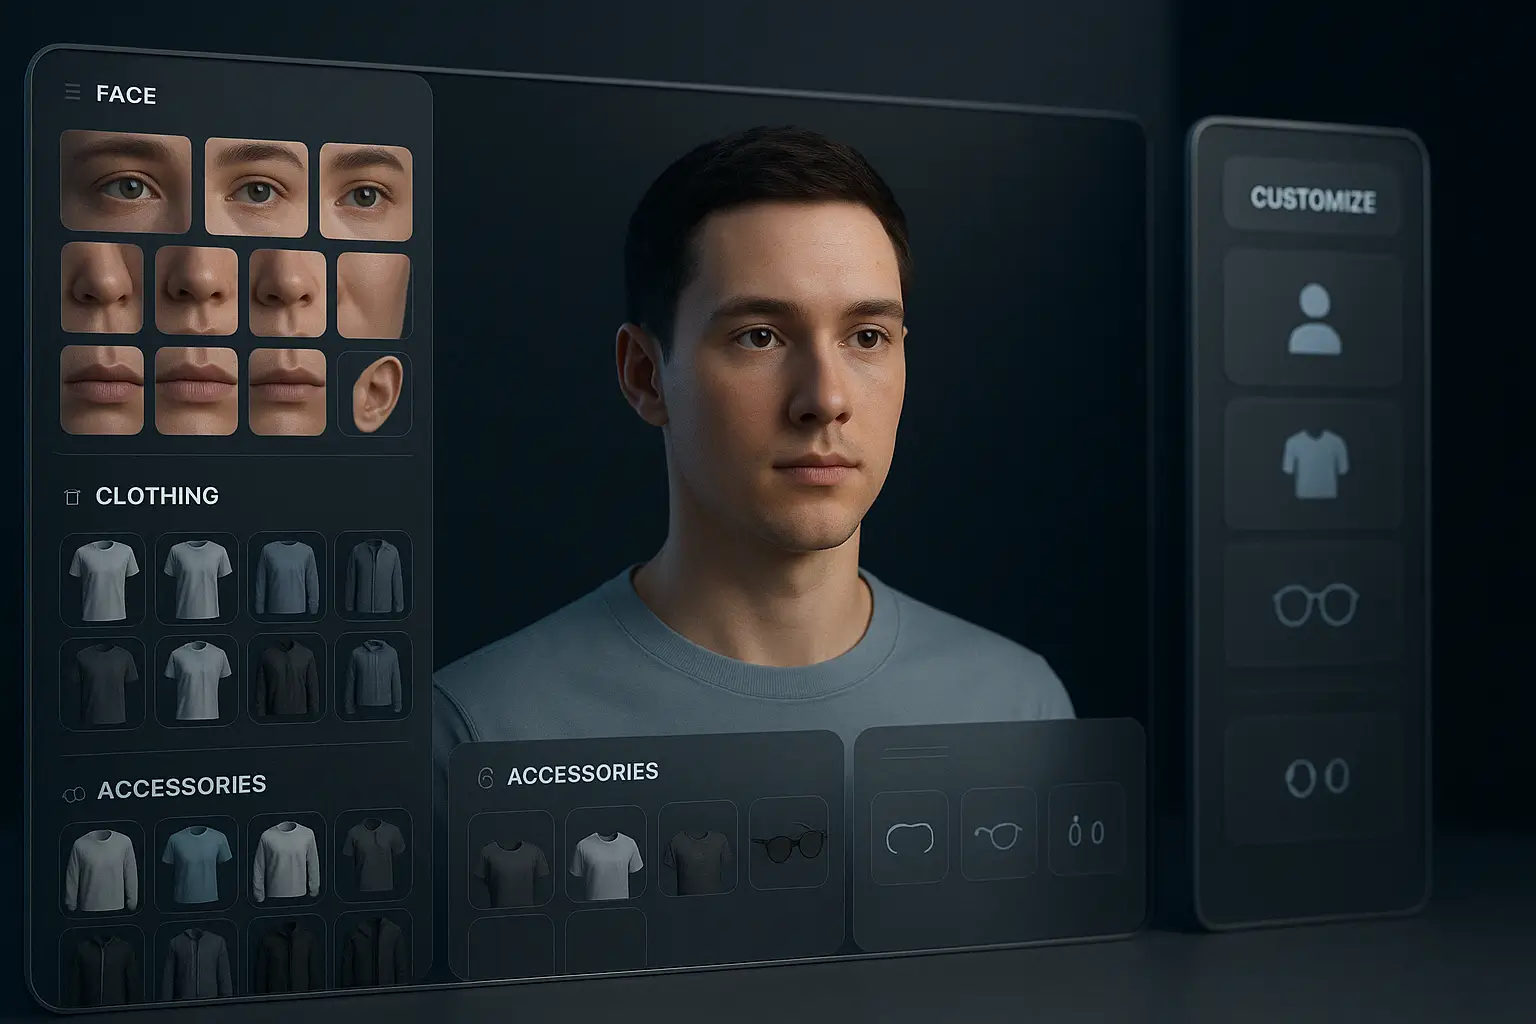 FACE
CLOTHING
ACCESSORIES
ACCESSORIES
CUSTOMIZE